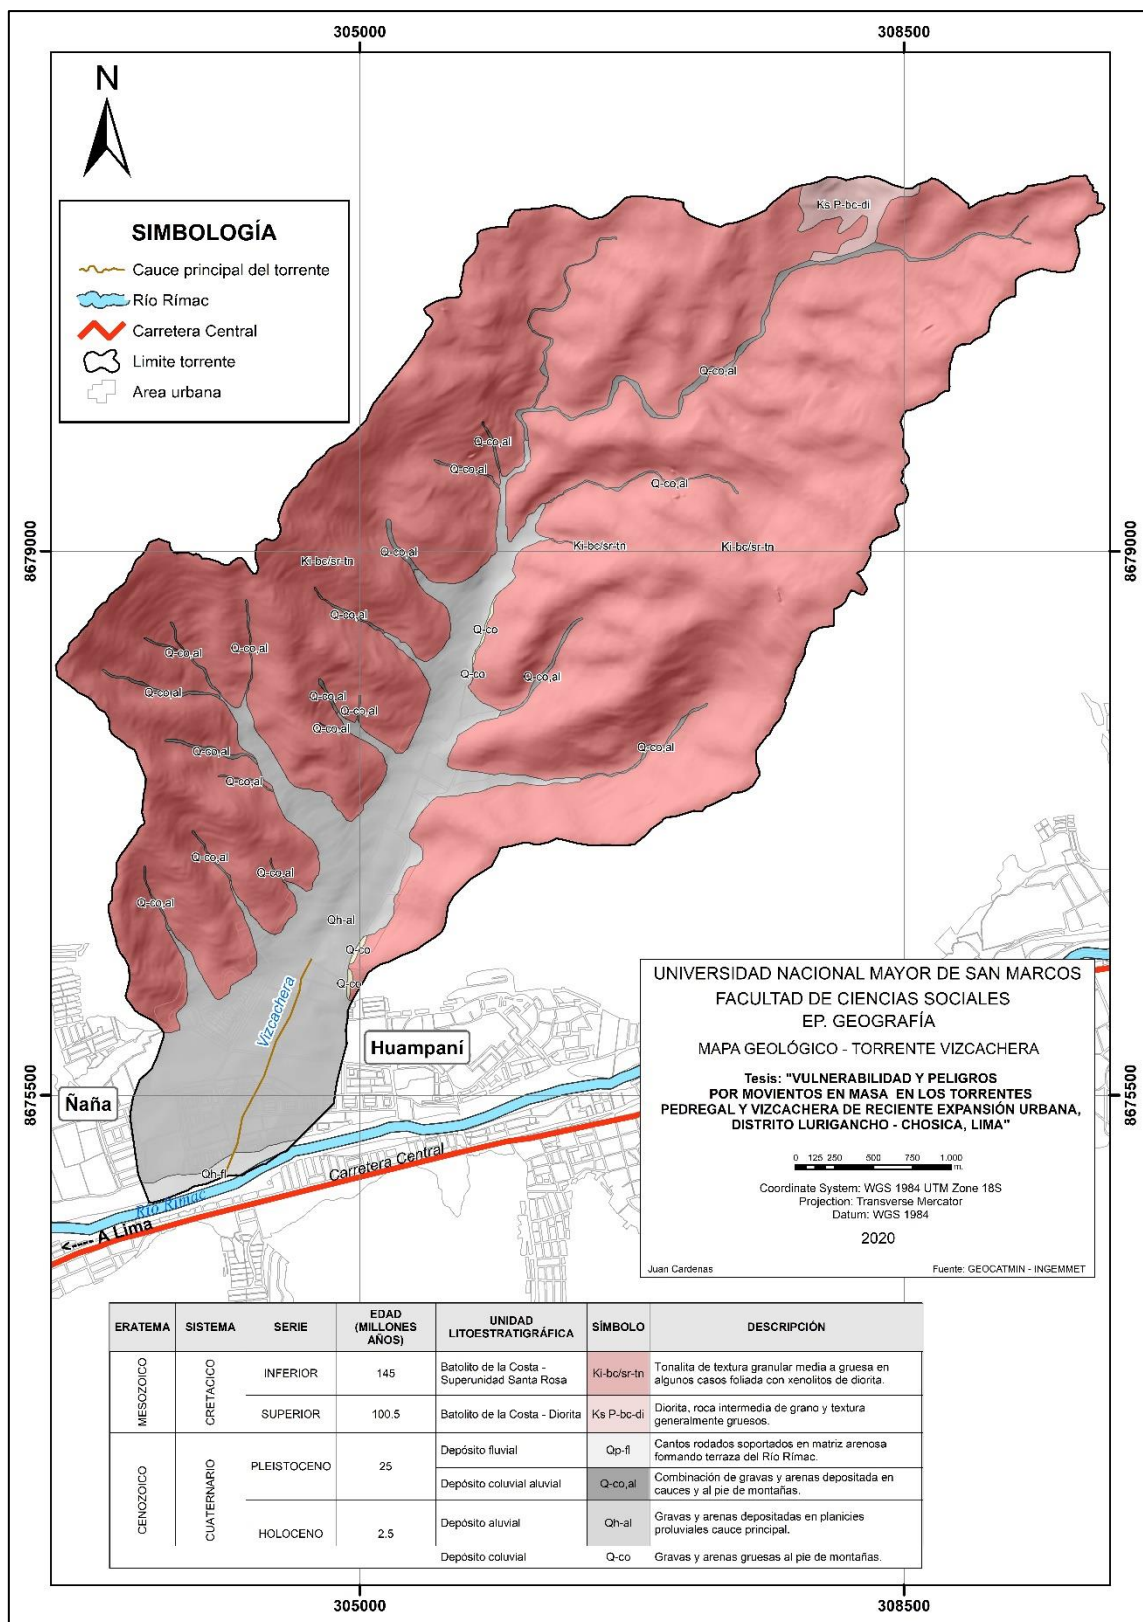 305000
308500
N
SIMBOLOGÍA
Cauce principal del torrente
Río Rímac
Carretera Central
Limite torrente
Area urbana
Ks P-bc-di
Q-co,al
Q-co,al
Q-co,al
Q-co,al
8679000
8679000
Q-co,al
Ki-bc/sr-tn
Ki-bc/sr-tn
Ki-bc/sr-tn
Q-co,al
Q-co
Q-co,al
Q-co,al
Q-co
Q-co,al
Q-co,al
Q-co,al
Q-co,al
Q-co,al
Q-co,al
Q-co,al
Q-co,al
Q-co,al
Q-co,al
Q-co,al
Q-co,al
Qh-al
Q-co
Q-co
Vizcachera
Huampaní
Ñaña
8675500
8675500
Qh-fl
Río Rímac
Carretera Central
<---- A Lima
UNIVERSIDAD NACIONAL MAYOR DE SAN MARCOS
FACULTAD DE CIENCIAS SOCIALES
EP. GEOGRAFÍA
MAPA GEOLÓGICO - TORRENTE VIZCACHERA
Tesis: "VULNERABILIDAD Y PELIGROS
POR MOVIENTOS EN MASA EN LOS TORRENTES
PEDREGAL Y VIZCACHERA DE RECIENTE EXPANSIÓN URBANA,
DISTRITO LURIGANCHO - CHOSICA, LIMA"
0 125 250 500 750 1.000
m.
Coordinate System: WGS 1984 UTM Zone 18S
Projection: Transverse Mercator
Datum: WGS 1984
2020
Juan Cardenas Fuente: GEOCATMIN - INGEMMET
ERATEMA SISTEMA SERIE EDAD (MILLONES AÑOS) UNIDAD LITOESTRATIGRÁFICA SÍMBOLO DESCRIPCIÓN
MESOZOICO CRETACICO
INFERIOR 145 Batolito de la Costa - Superunidad Santa Rosa Ki-bc/sr-tn Tonalita de textura granular media a gruesa en algunos casos foliada con xenolitos de diorita.
SUPERIOR 100.5 Batolito de la Costa - Diorita Ks P-bc-di Diorita, roca intermedia de grano y textura generalmente gruesos.
CENOZOICO CUATERNARIO
PLEISTOCENO 25 Depósito fluvial Qp-fl Cantos rodados soportados en matriz arenosa formando terraza del Río Rímac.
Depósito coluvial aluvial Q-co,al Combinación de gravas y arenas depositada en cauces y al pie de montañas.
HOLOCENO 2.5 Depósito aluvial Qh-al Gravas y arenas depositadas en planicies proluviales cauce principal.
Depósito coluvial Q-co Gravas y arenas gruesas al pie de montañas.
305000
308500